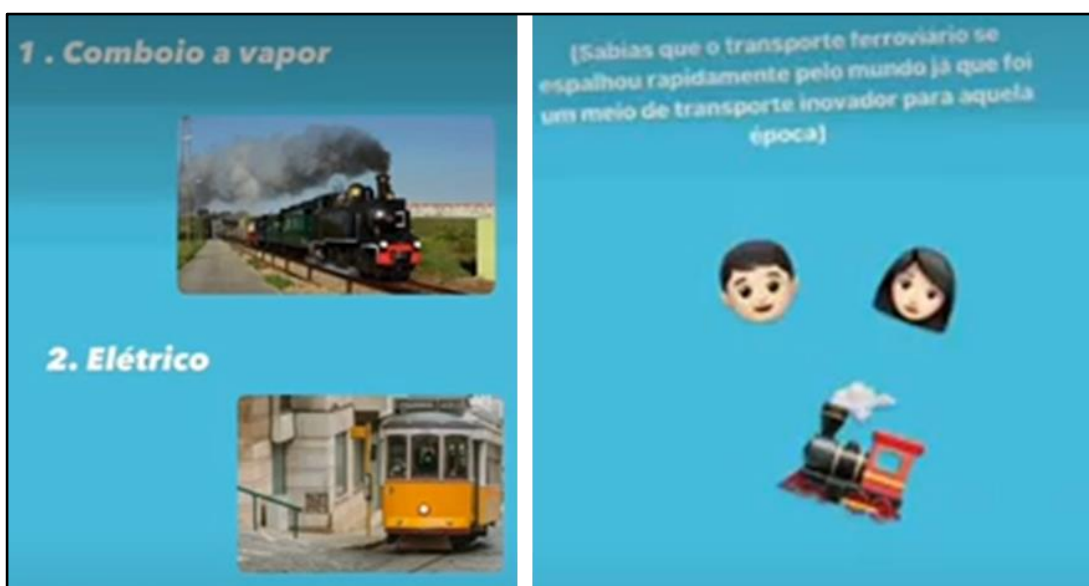 1 . Comboio a vapor
2. Elétrico
(Sabias que o transporte ferroviário se
espalhou rapidamente pelo mundo já que foi
um meio de transporte inovador para aquela
época)